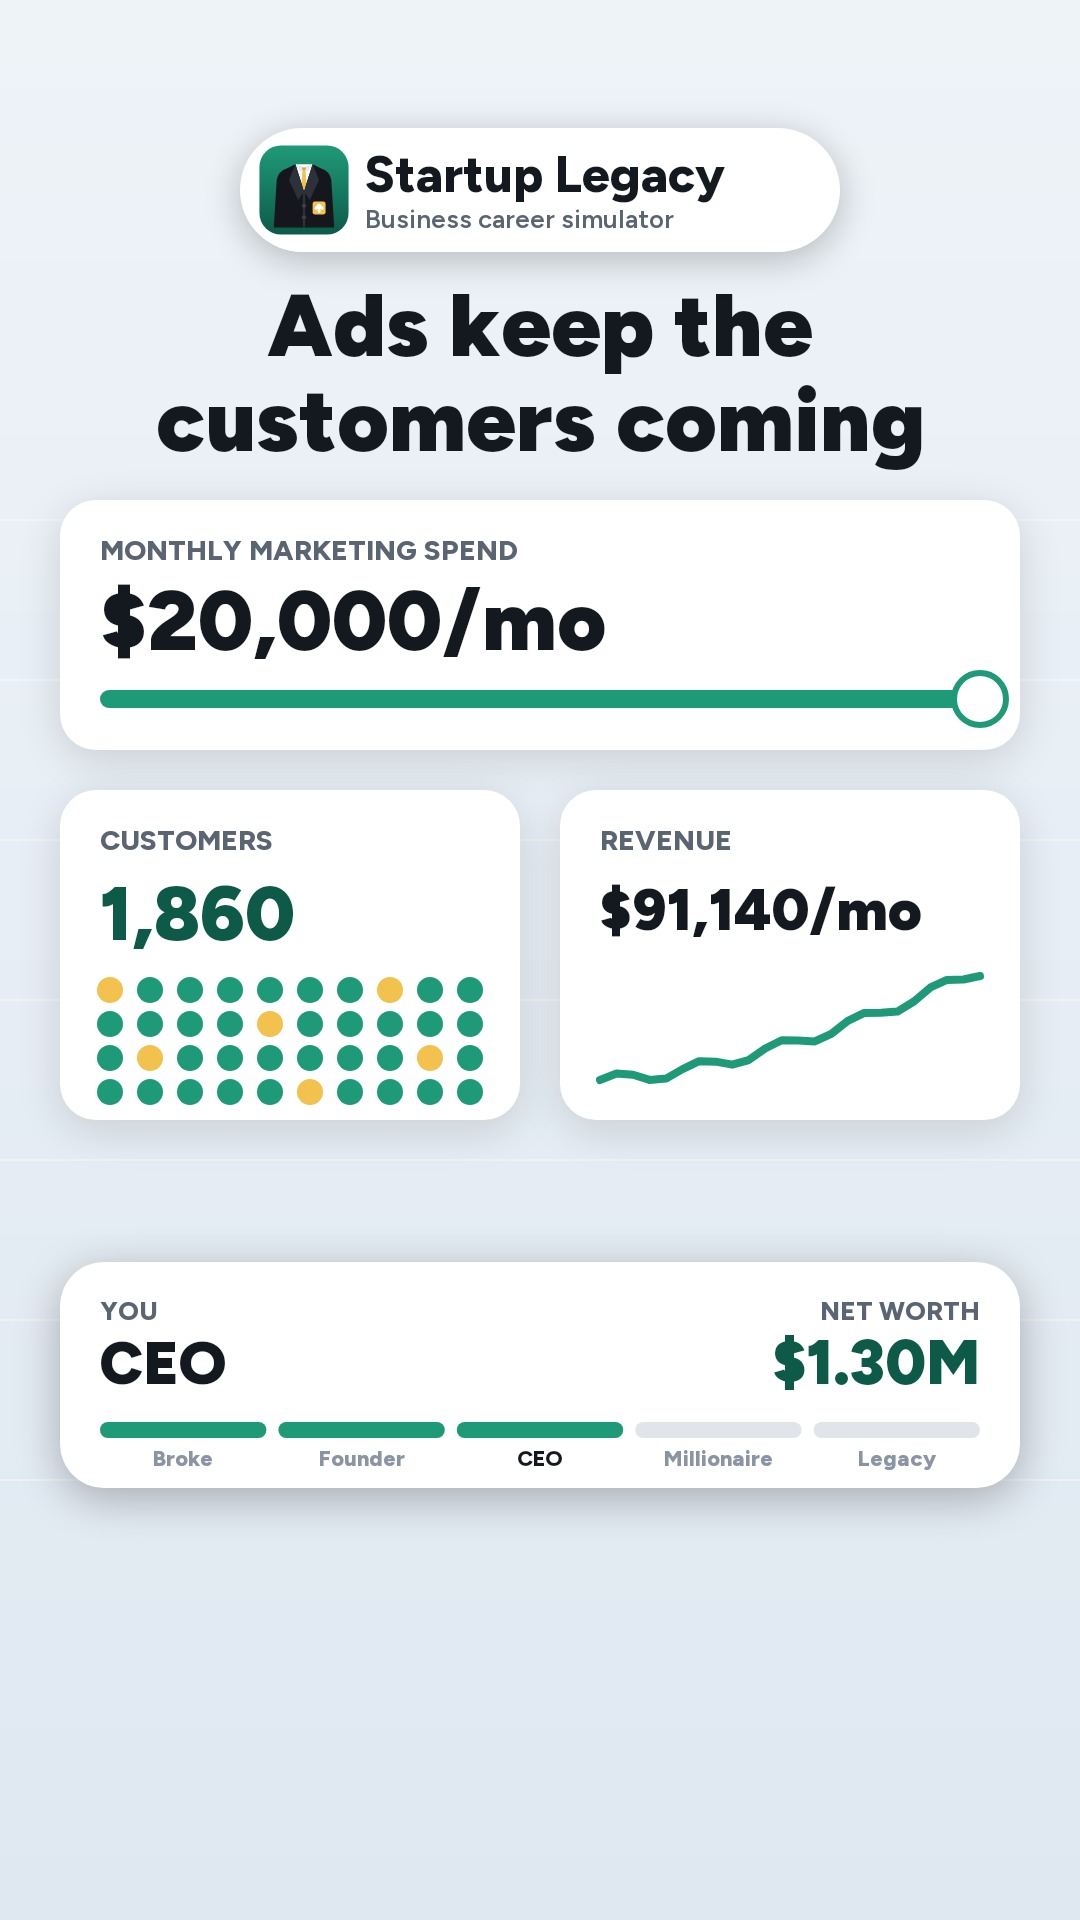 Startup Legacy
Business career simulator
Ads keep the
customers coming
MONTHLY MARKETING SPEND
$20,000/mo
CUSTOMERS
1,860
REVENUE
$91,140/mo
YOU
CEO
NET WORTH
$1.30M
Broke Founder CEO Millionaire Legacy